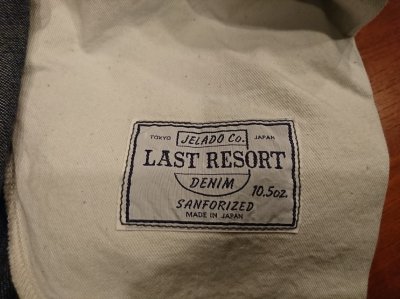 TOKYO JELADO Co. JAPAN
LAST RESORT
DENIM 10.5oz.
SANFORIZED
MADE IN JAPAN